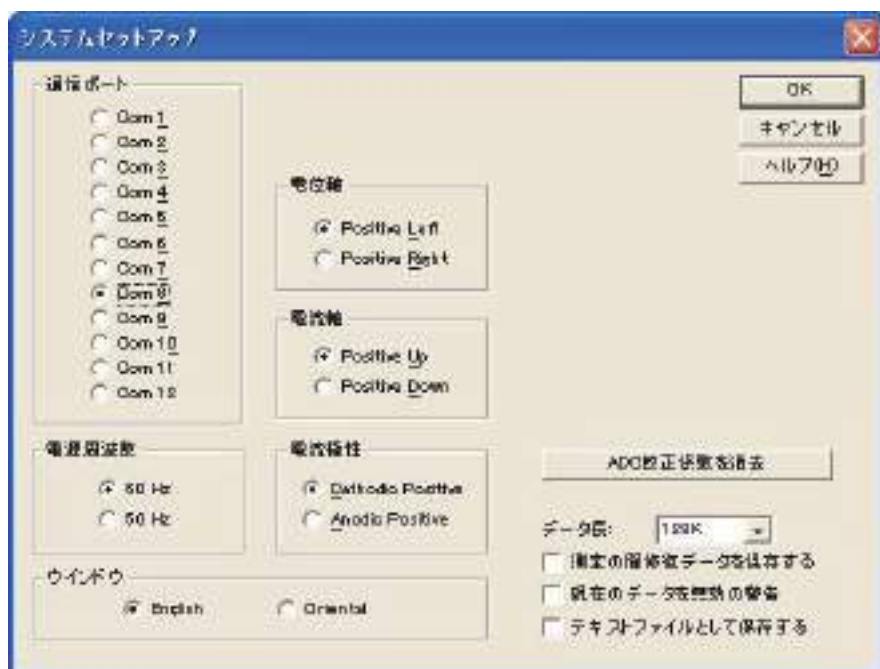 システムセットアップ
通信ポート
Com 1
Com 2
Com 3
Com 4
Com 5
Com 6
Com 7
Com 8
Com 9
Com 10
Com 11
Com 12
電位軸
Positive Left
Positive Right
電流軸
Positive Up
Positive Down
電源周波数
60 Hz
50 Hz
電流極性
Cathodic Positive
Anodic Positive
ウインドウ
English
Oriental
OK
キャンセル
ヘルプ(H)
ADC校正係数を消去
データ長:
測定の間修復データを保存する
現在のデータを無効の警告
テキストファイルとして保存する